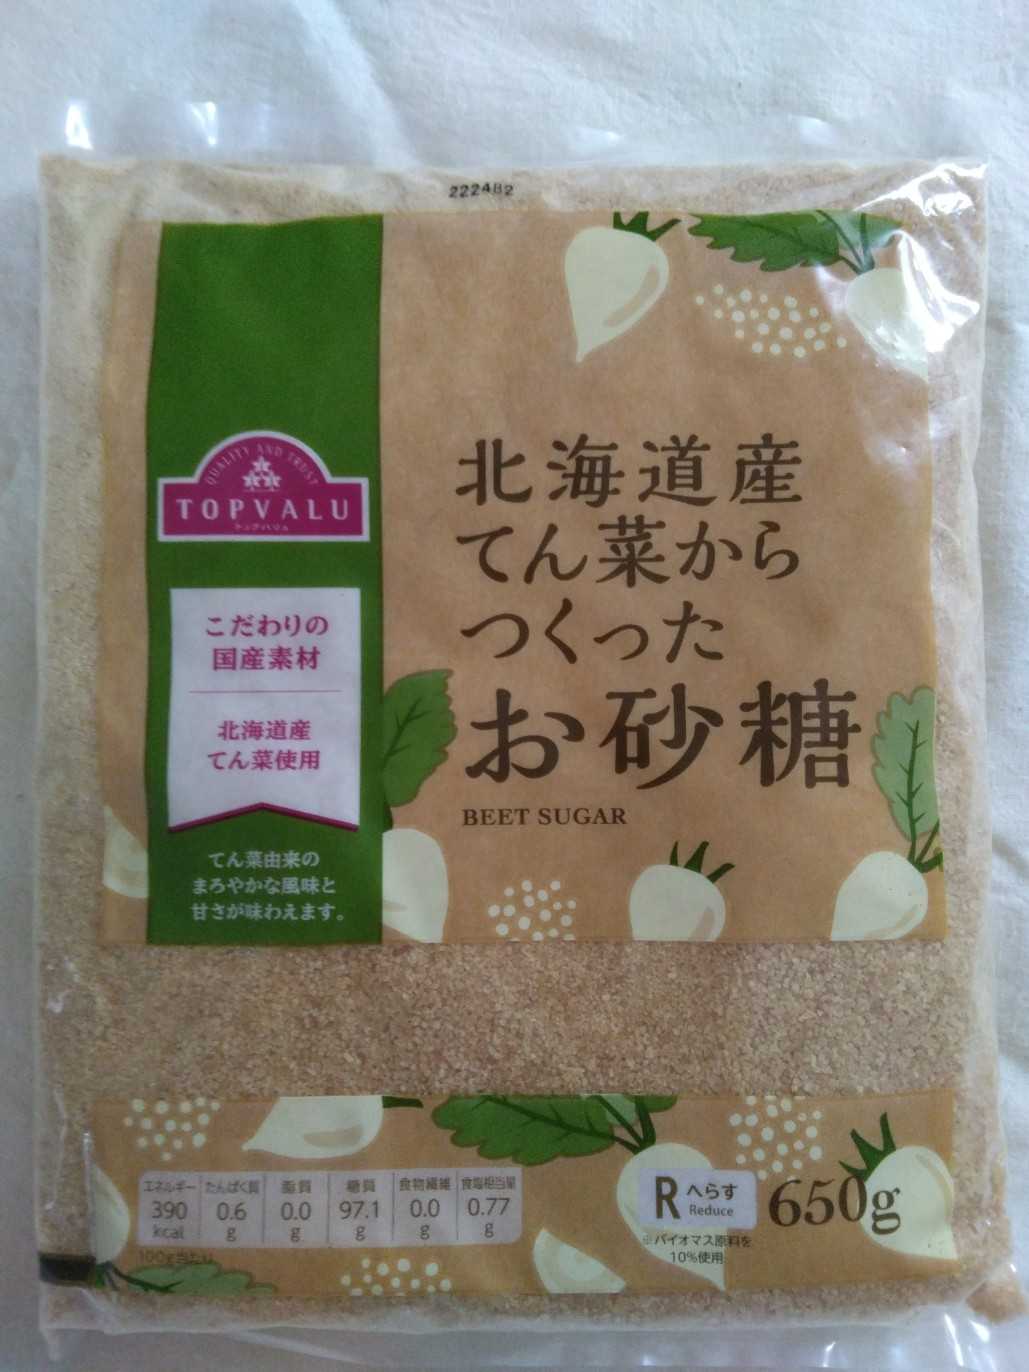 222482
QUALITY AND TRUST
TOPVALU
トップバリュ
こだわりの
国産素材
北海道産
てん菜使用
てん菜由来の
まろやかな風味と
甘さが味わえます。
北海道産
てん菜から
つくった
お砂糖
BEET SUGAR
エネルギー たんぱく質 脂質 糖質 食物繊維 食塩相当量
390 0.6 0.0 97.1 0.0 0.77
kcal g g g g g
100g当たり
R へらす
Reduce
※バイオマス原料を
10%使用
650g